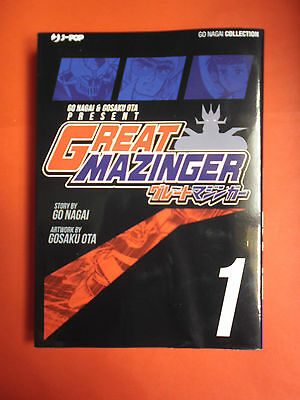 J-POP
GO NAGAI COLLECTION
GO NAGAI & GOSAKU OTA
PRESENT
GREAT
MAZINGER
グレートマジンガー
STORY BY
GO NAGAI
ARTWORK BY
GOSAKU OTA
1